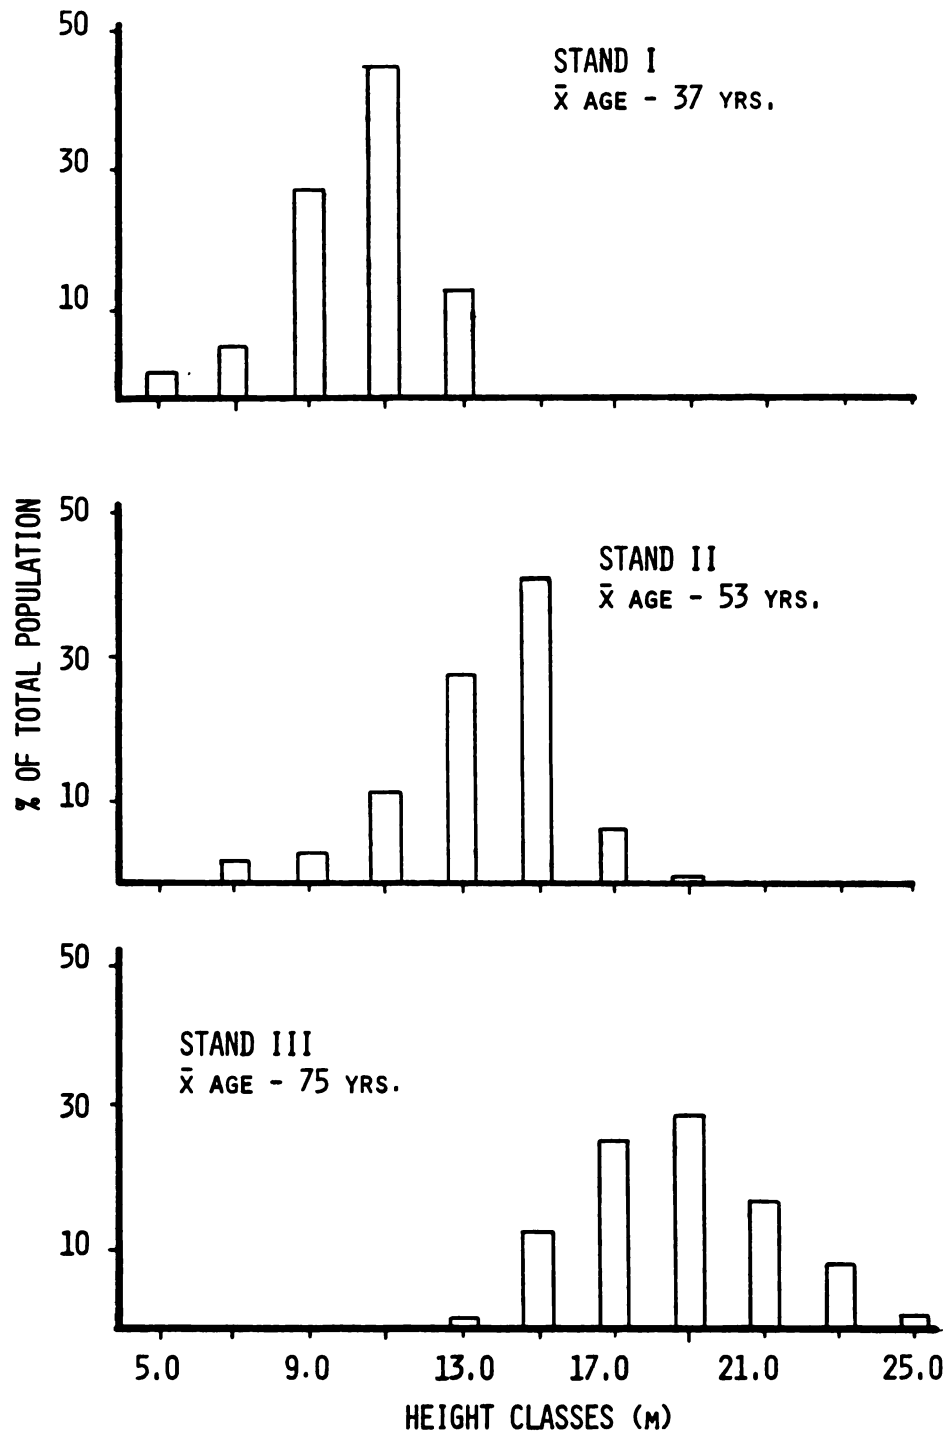 50
STAND I
x̄ AGE - 37 YRS.
30
10
% OF TOTAL POPULATION
50
STAND II
x̄ AGE - 53 YRS.
30
10
50
STAND III
x̄ AGE - 75 YRS.
30
10
5.0 9.0 13.0 17.0 21.0 25.0
HEIGHT CLASSES (M)